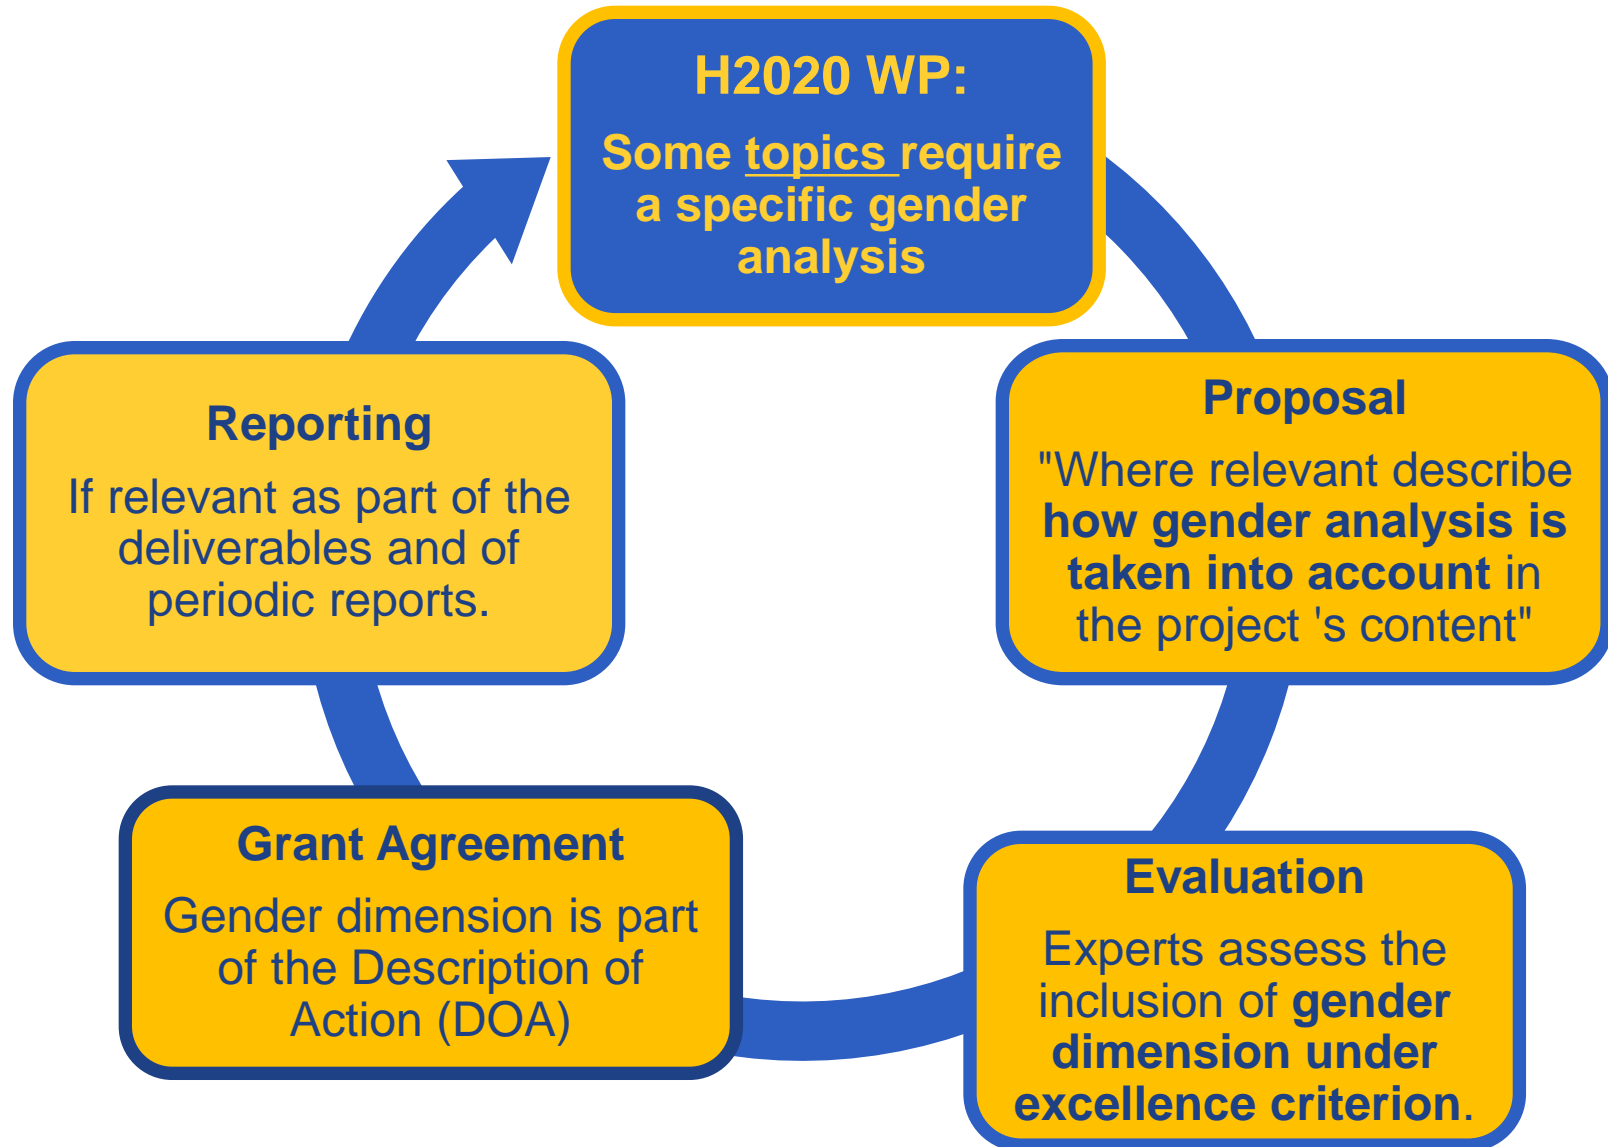 H2020 WP:
Some topics require
a specific gender
analysis
Proposal
"Where relevant describe
how gender analysis is
taken into account in
the project 's content"
Evaluation
Experts assess the
inclusion of gender
dimension under
excellence criterion.
Grant Agreement
Gender dimension is part
of the Description of
Action (DOA)
Reporting
If relevant as part of the
deliverables and of
periodic reports.